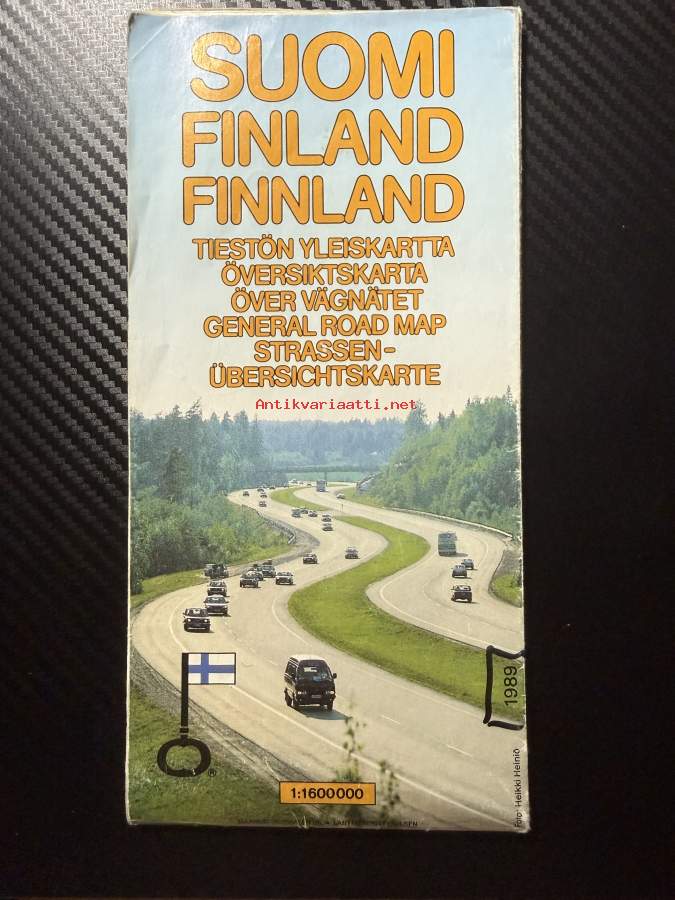 SUOMI
FINLAND
FINNLAND
TIESTÖN YLEISKARTTA
ÖVERSIKTSKARTA
ÖVER VÄGNÄTET
GENERAL ROAD MAP
STRASSEN-
ÜBERSICHTSKARTE
Antikvariaatti.net
1989
®
1:1600000
Foto: Heikki Heinlö